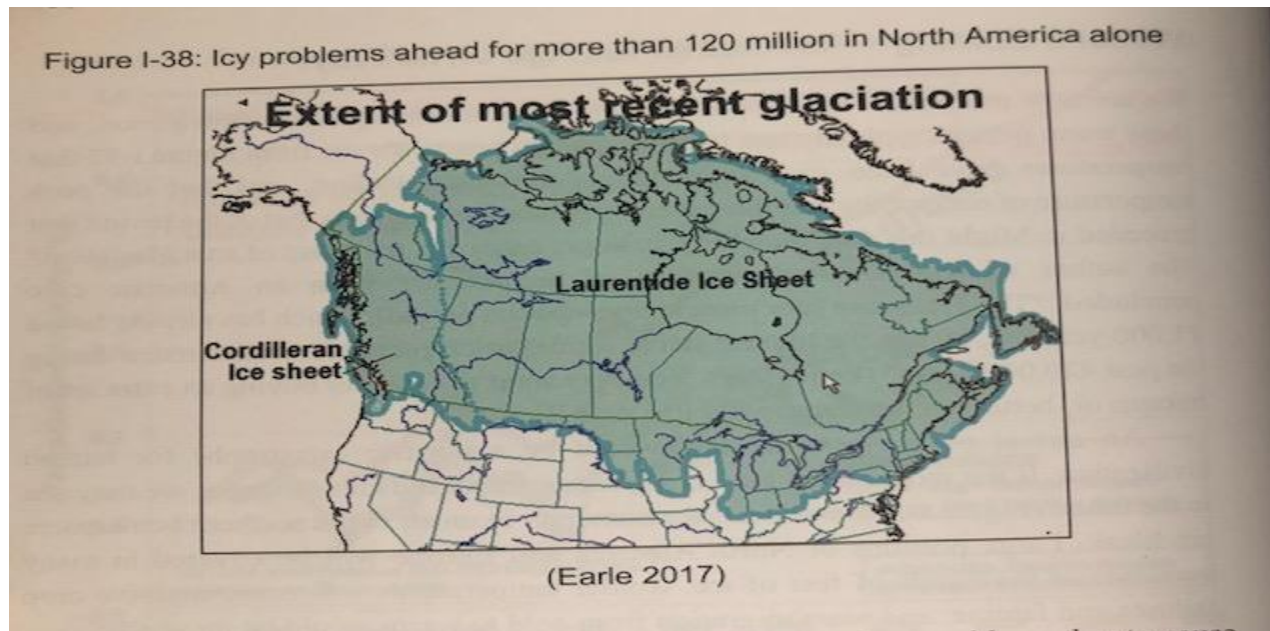 Figure I-38: Icy problems ahead for more than 120 million in North America alone
Extent of most recent glaciation
Laurentide Ice Sheet
Cordilleran
Ice sheet
(Earle 2017)